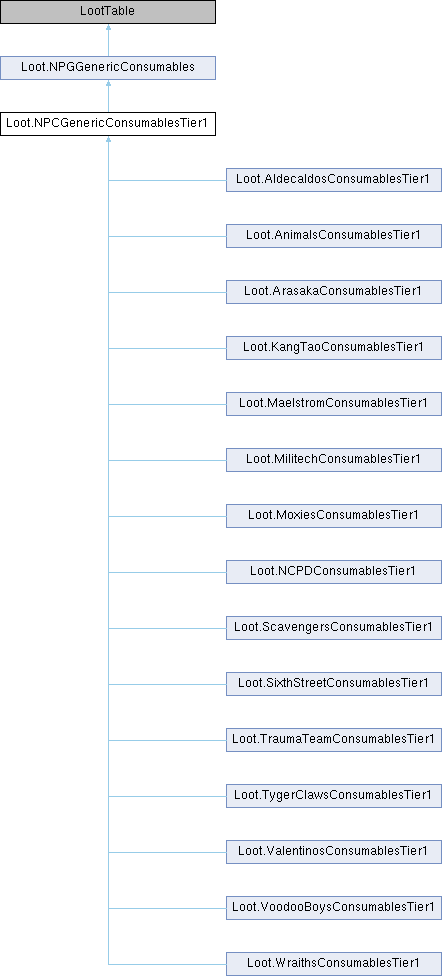 LootTable
Loot.NPGGenericConsumables
Loot.NPCGenericConsumablesTier1
Loot.AldecaldosConsumablesTier1
Loot.AnimalsConsumablesTier1
Loot.ArasakaConsumablesTier1
Loot.KangTaoConsumablesTier1
Loot.MaelstromConsumablesTier1
Loot.MilitechConsumablesTier1
Loot.MoxiesConsumablesTier1
Loot.NCPDConsumablesTier1
Loot.ScavengersConsumablesTier1
Loot.SixthStreetConsumablesTier1
Loot.TraumaTeamConsumablesTier1
Loot.TygerClawsConsumablesTier1
Loot.ValentinosConsumablesTier1
Loot.VoodooBoysConsumablesTier1
Loot.WraithsConsumablesTier1